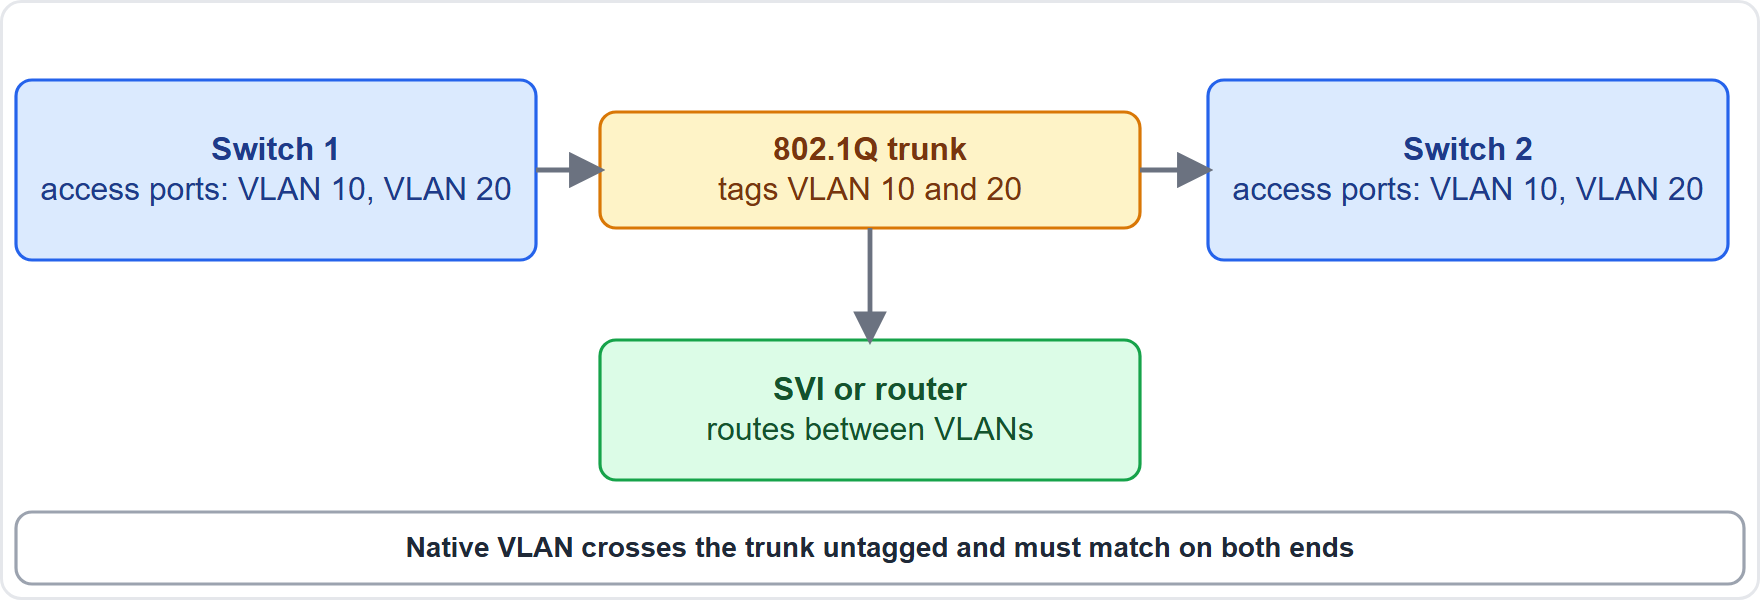 Switch 1
access ports: VLAN 10, VLAN 20
802.1Q trunk
tags VLAN 10 and 20
Switch 2
access ports: VLAN 10, VLAN 20
SVI or router
routes between VLANs
Native VLAN crosses the trunk untagged and must match on both ends